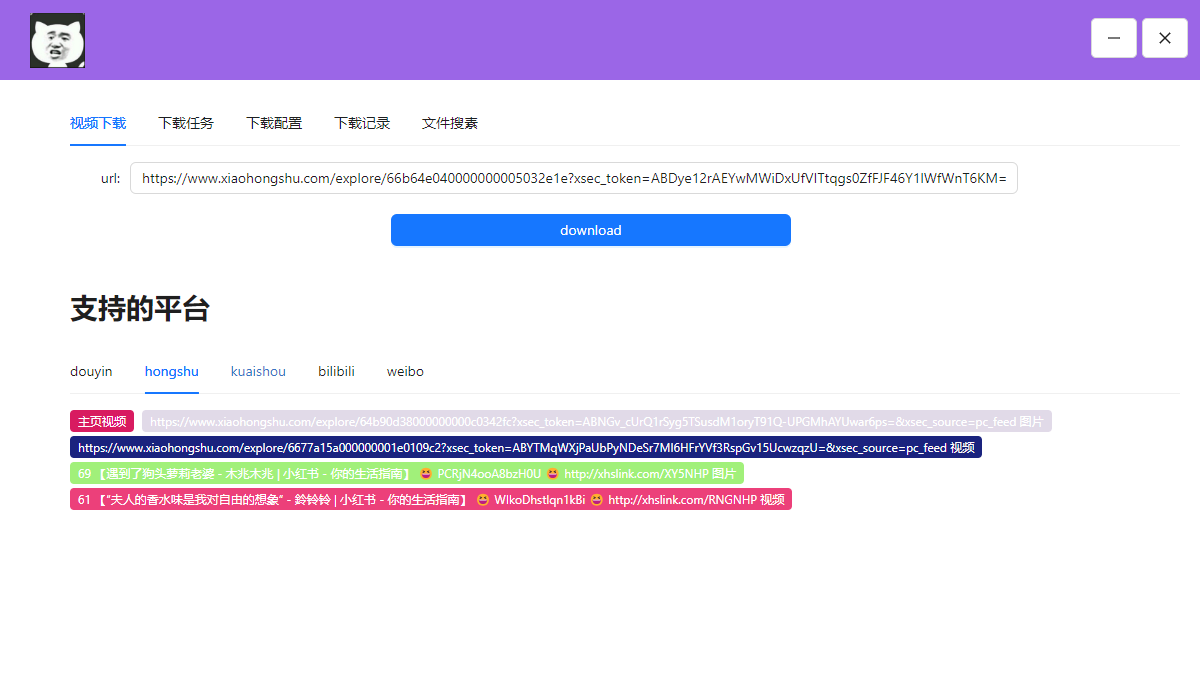 视频下载 下载任务 下载配置 下载记录 文件搜素
url: https://www.xiaohongshu.com/explore/66b64e040000000005032e1e?xsec_token=ABDye12rAEYwMWiDxUfVITtqgs0ZfFJF46Y1IWfWnT6KM=
download
支持的平台
douyin hongshu kuaishou bilibili weibo
主页视频 https://www.xiaohongshu.com/explore/64b90d38000000000c0342fc?xsec_token=ABNGv_cUrQ1rSyg5TSusdM1oryT91Q-UPGMhAYUwar6ps=&xsec_source=pc_feed 图片
https://www.xiaohongshu.com/explore/6677a15a000000001e0109c2?xsec_token=ABYTMqWXjPaUbPyNDeSr7MI6HFrYVf3RspGv15UcwzqzU=&xsec_source=pc_feed 视频
69 【遇到了狗头萝莉老婆 - 木兆木兆 | 小红书 - 你的生活指南】 😆 PCRjN4ooA8bzH0U 😆 http://xhslink.com/XY5NHP 图片
61 【“夫人的香水味是我对自由的想象“ - 鈴铃铃 | 小红书 - 你的生活指南】 😄 WlkoDhstlqn1kBi 😄 http://xhslink.com/RNGNHP 视频